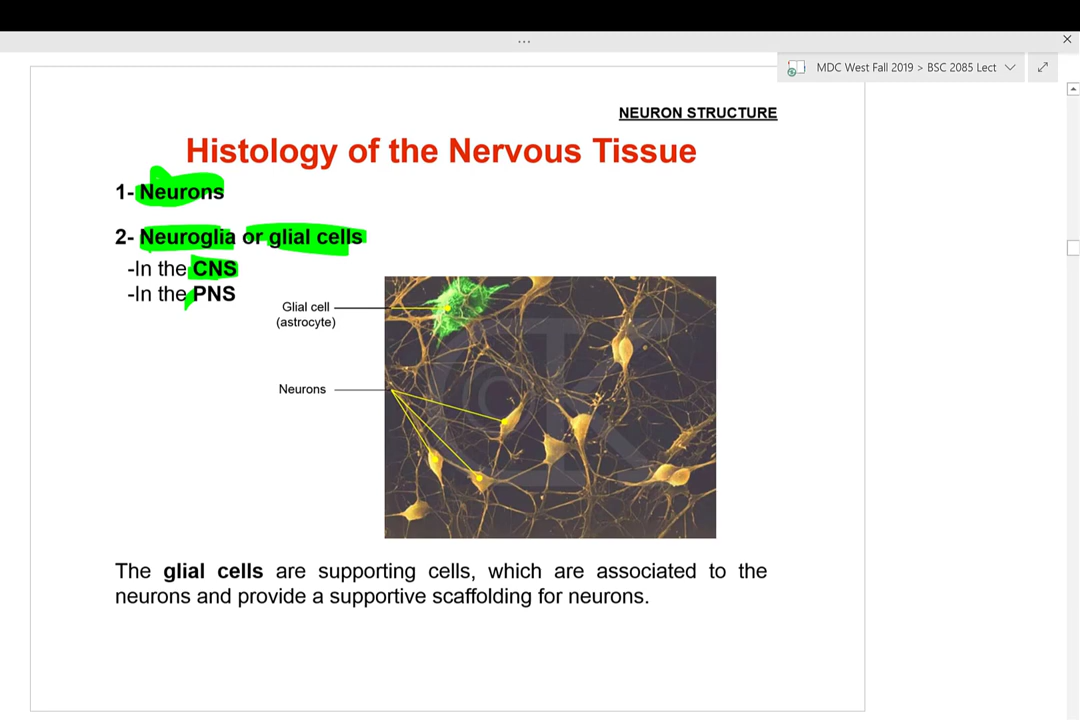 ...
MDC West Fall 2019 > BSC 2085 Lect
NEURON STRUCTURE
Histology of the Nervous Tissue
1- Neurons
2- Neuroglia or glial cells
-In the CNS
-In the PNS
Glial cell
(astrocyte)
Neurons
The glial cells are supporting cells, which are associated to the
neurons and provide a supportive scaffolding for neurons.